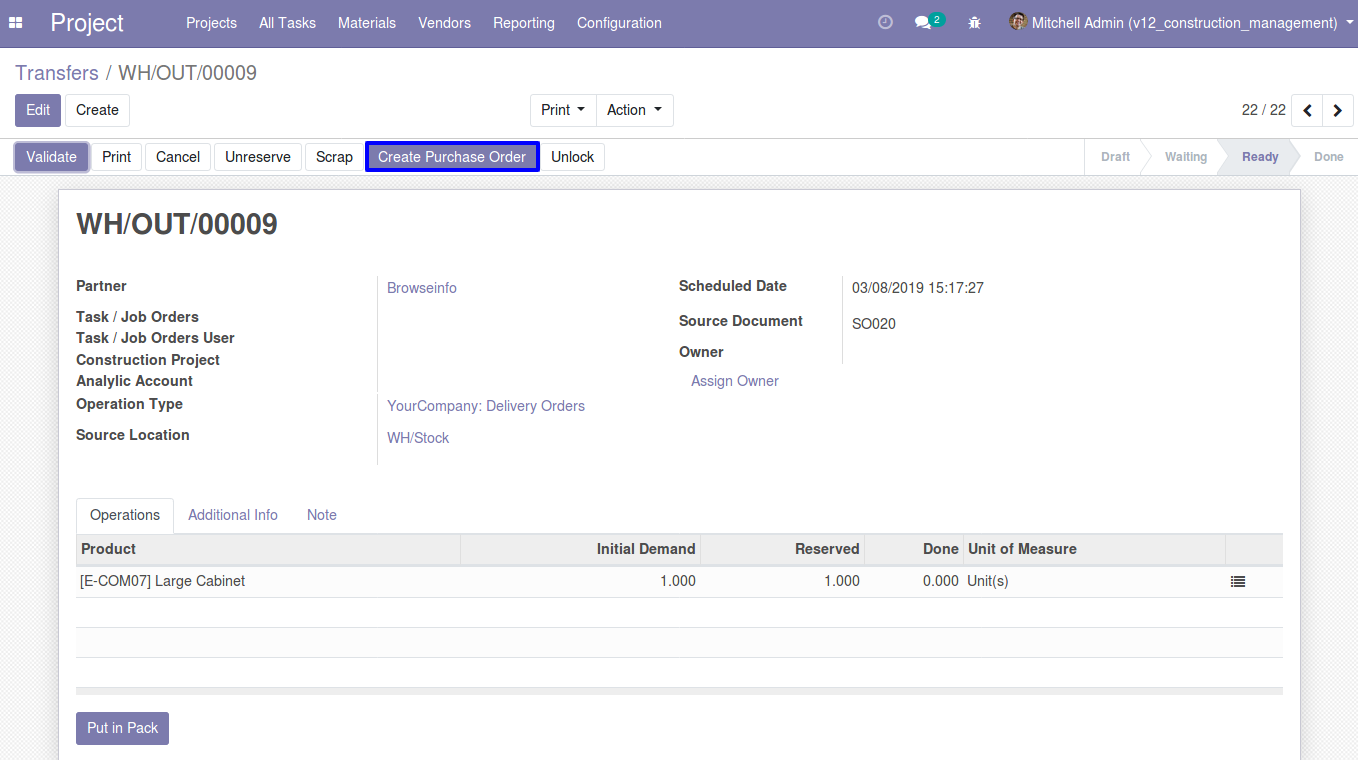 Project Projects All Tasks Materials Vendors Reporting Configuration 2 Mitchell Admin (v12_construction_management)
Transfers / WH/OUT/00009
Edit Create Print Action 22 / 22
Validate Print Cancel Unreserve Scrap Create Purchase Order Unlock Draft Waiting Ready Done
WH/OUT/00009
Partner Browseinfo Scheduled Date 03/08/2019 15:17:27
Task / Job Orders Source Document SO020
Task / Job Orders User
Construction Project Owner
Analylic Account Assign Owner
Operation Type YourCompany: Delivery Orders
Source Location WH/Stock
Operations Additional Info Note
Product Initial Demand Reserved Done Unit of Measure
[E-COM07] Large Cabinet 1.000 1.000 0.000 Unit(s)
Put in Pack